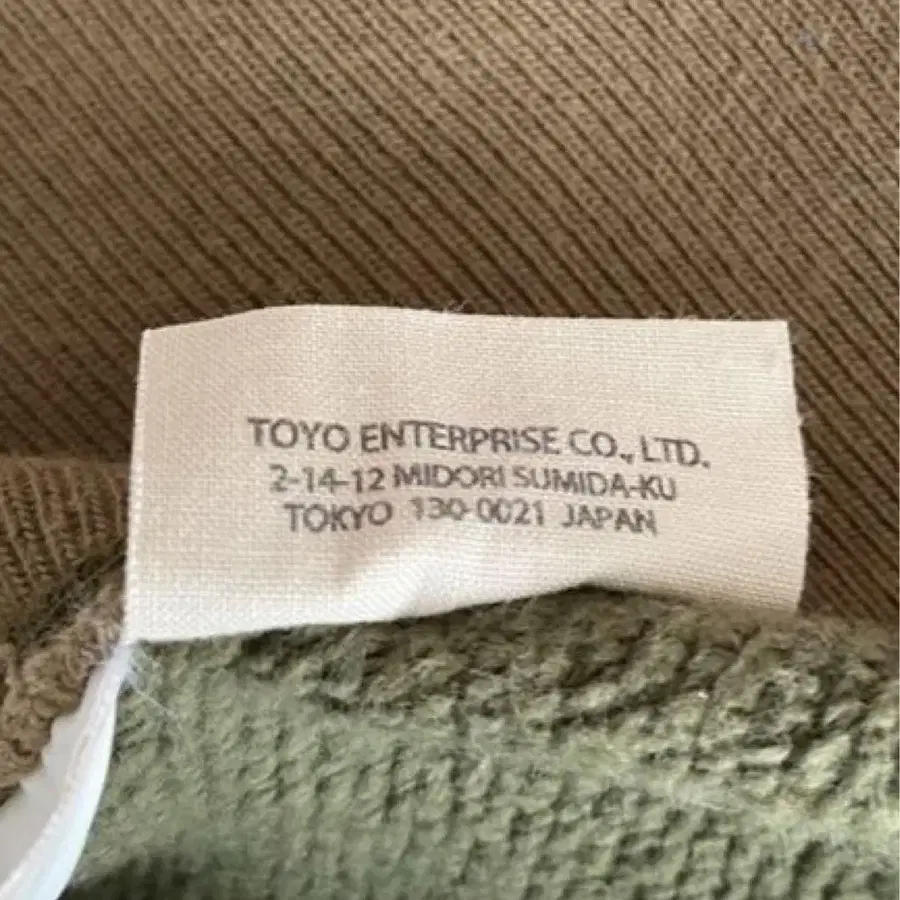 TOYO ENTERPRISE CO., LTD.
2-14-12 MIDORI SUMIDA-KU
TOKYO 130-0021 JAPAN